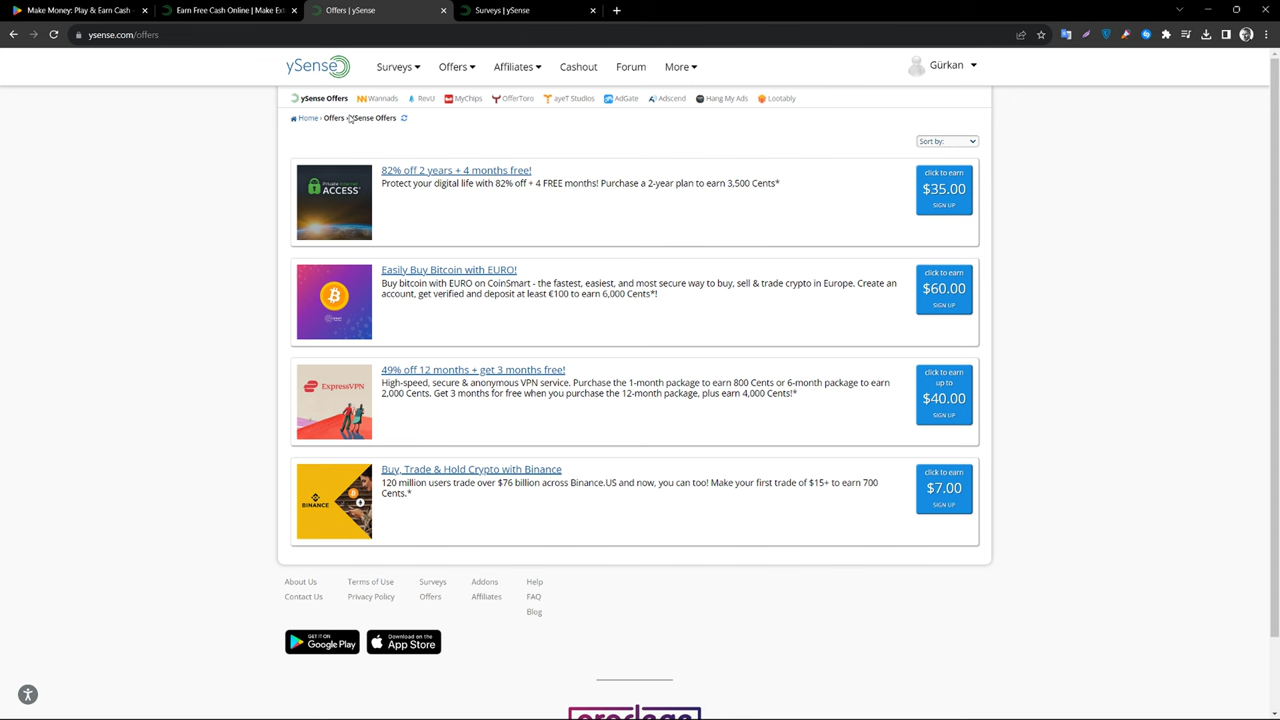 Make Money: Play & Earn Cash -
Earn Free Cash Online | Make Ex
Offers | ySense
Surveys | ySense
ysense.com/offers
ySense
Surveys
Offers
Affiliates
Cashout
Forum
More
Gürkan
ySense Offers
Wannads
RevU
MyChips
OfferToro
ayeT Studios
AdGate
Adscend
Hang My Ads
Lootably
Home › Offers › ySense Offers
Sort by:
Private Internet
ACCESS
82% off 2 years + 4 months free!
Protect your digital life with 82% off + 4 FREE months! Purchase a 2-year plan to earn 3,500 Cents*
click to earn
$35.00
SIGN UP
Easily Buy Bitcoin with EURO!
Buy bitcoin with EURO on CoinSmart - the fastest, easiest, and most secure way to buy, sell & trade crypto in Europe. Create an
account, get verified and deposit at least €100 to earn 6,000 Cents*!
click to earn
$60.00
SIGN UP
ExpressVPN
49% off 12 months + get 3 months free!
High-speed, secure & anonymous VPN service. Purchase the 1-month package to earn 800 Cents or 6-month package to earn
2,000 Cents. Get 3 months for free when you purchase the 12-month package, plus earn 4,000 Cents!*
click to earn
up to
$40.00
SIGN UP
BINANCE
Buy, Trade & Hold Crypto with Binance
120 million users trade over $76 billion across Binance.US and now, you can too! Make your first trade of $15+ to earn 700
Cents.*
click to earn
$7.00
SIGN UP
About Us
Terms of Use
Surveys
Addons
Help
Contact Us
Privacy Policy
Offers
Affiliates
FAQ
Blog
GET IT ON
Google Play
Download on the
App Store
prodege